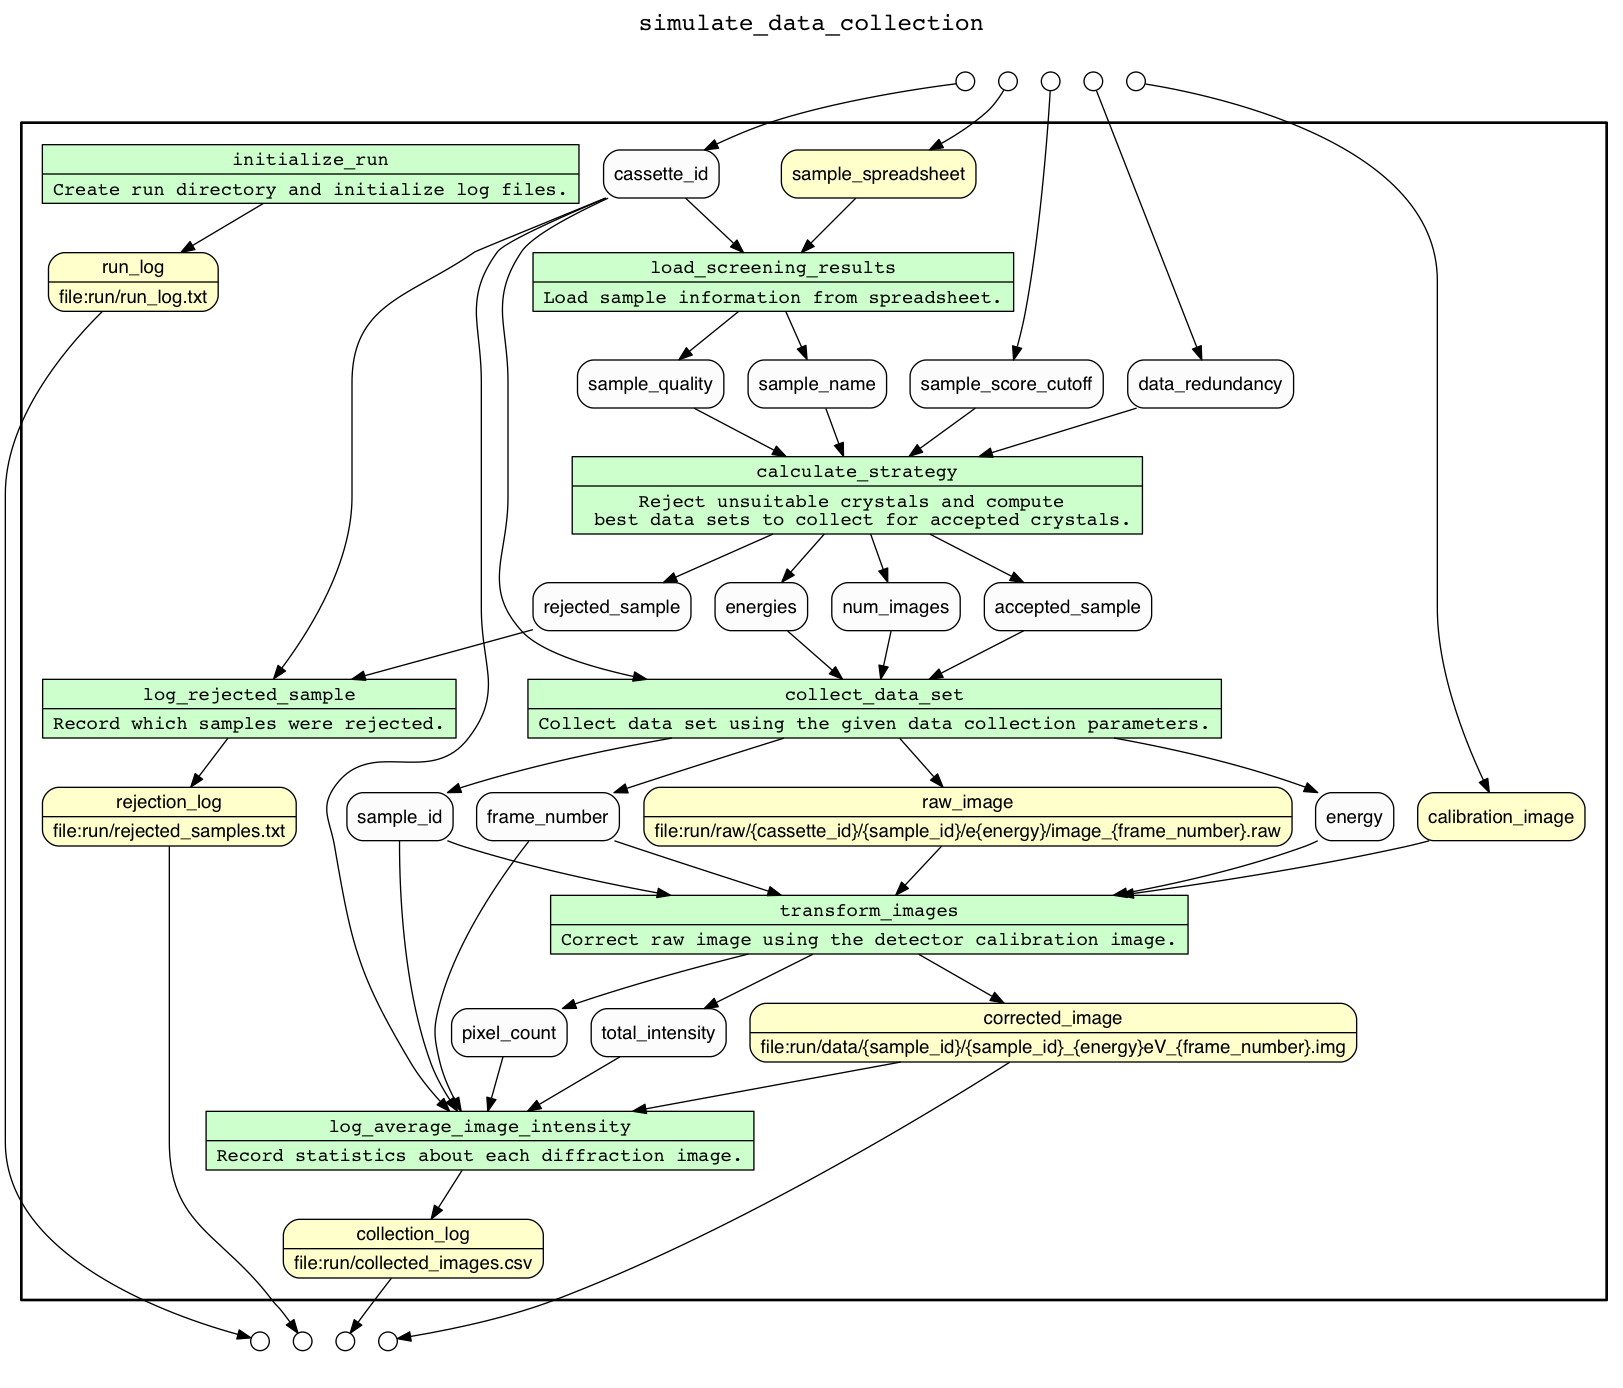 simulate_data_collection
initialize_run
Create run directory and initialize log files.
cassette_id
sample_spreadsheet
run_log
file:run/run_log.txt
load_screening_results
Load sample information from spreadsheet.
sample_quality
sample_name
sample_score_cutoff
data_redundancy
calculate_strategy
Reject unsuitable crystals and compute
best data sets to collect for accepted crystals.
rejected_sample
energies
num_images
accepted_sample
log_rejected_sample
Record which samples were rejected.
collect_data_set
Collect data set using the given data collection parameters.
rejection_log
file:run/rejected_samples.txt
sample_id
frame_number
raw_image
file:run/raw/{cassette_id}/{sample_id}/e{energy}/image_{frame_number}.raw
energy
calibration_image
transform_images
Correct raw image using the detector calibration image.
pixel_count
total_intensity
corrected_image
file:run/data/{sample_id}/{sample_id}_{energy}eV_{frame_number}.img
log_average_image_intensity
Record statistics about each diffraction image.
collection_log
file:run/collected_images.csv